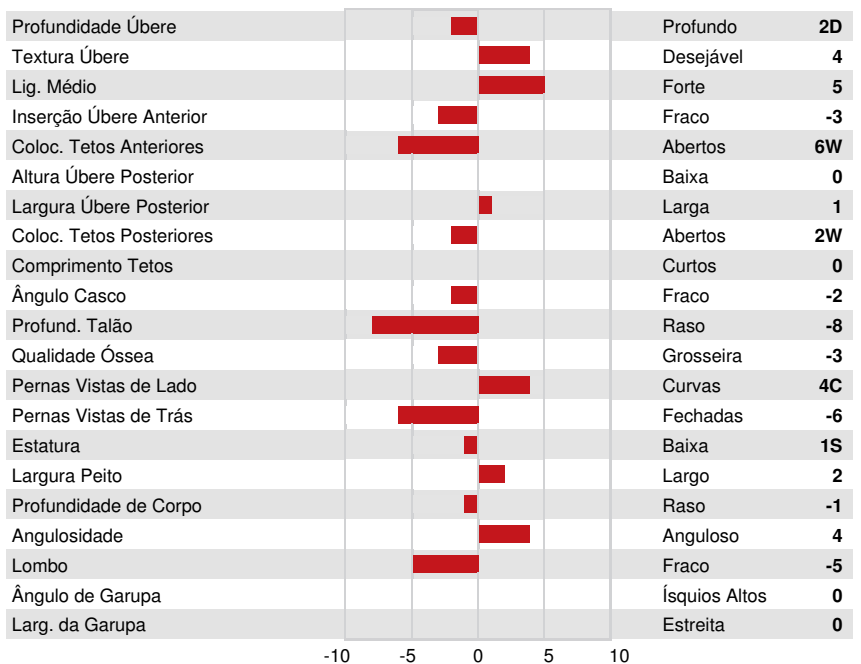 Profundidade Úbere Profundo 2D
Textura Úbere Desejável 4
Lig. Médio Forte 5
Inserção Úbere Anterior Fraco -3
Coloc. Tetos Anteriores Abertos 6W
Altura Úbere Posterior Baixa 0
Largura Úbere Posterior Larga 1
Coloc. Tetos Posteriores Abertos 2W
Comprimento Tetos Curtos 0
Ângulo Casco Fraco -2
Profund. Talão Raso -8
Qualidade Óssea Grosseira -3
Pernas Vistas de Lado Curvas 4C
Pernas Vistas de Trás Fechadas -6
Estatura Baixa 1S
Largura Peito Largo 2
Profundidade de Corpo Raso -1
Angulosidade Anguloso 4
Lombo Fraco -5
Ângulo de Garupa Ísquios Altos 0
Larg. da Garupa Estreita 0
-10 -5 0 5 10